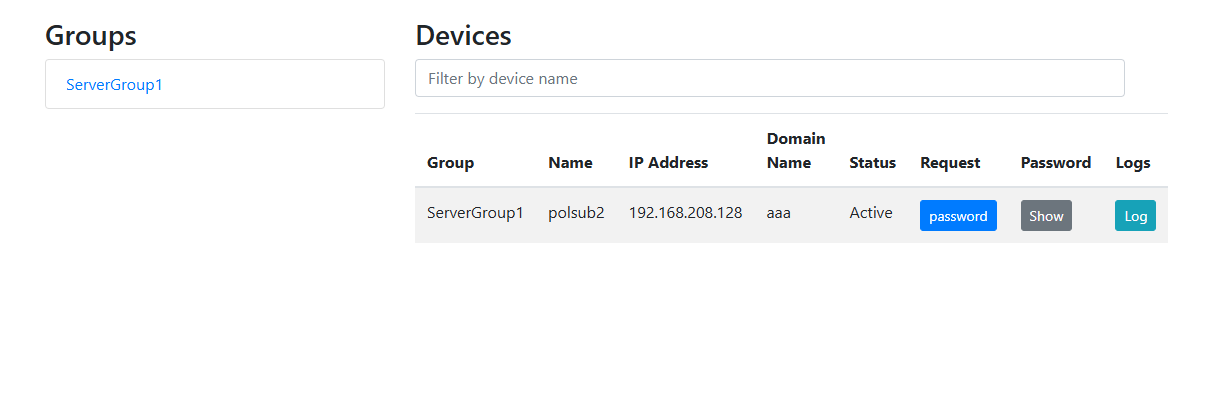 Groups
ServerGroup1
Devices
Filter by device name
Group Name IP Address Domain Name Status Request Password Logs
ServerGroup1 polsub2 192.168.208.128 aaa Active password Show Log